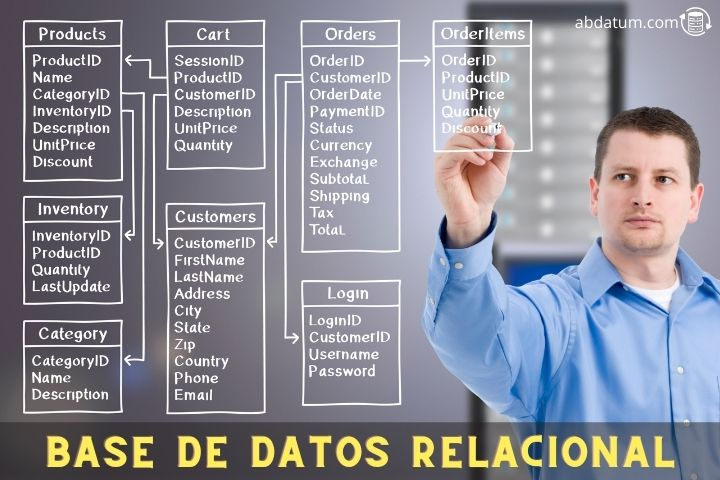 abdatum.com
Products
ProductID
Name
CategoryID
InventoryID
Description
UnitPrice
Discount
Cart
SessionID
ProductID
CustomerID
Description
UnitPrice
Quantity
Orders
OrderID
CustomerID
OrderDate
PaymentID
Status
Currency
Exchange
Subtotal
Shipping
Tax
Total
OrderItems
OrderID
ProductID
UnitPrice
Quantity
Discount
Inventory
InventoryID
ProductID
Quantity
LastUpdate
Customers
CustomerID
FirstName
LastName
Address
City
State
Zip
Country
Phone
Email
Login
LoginID
CustomerID
Username
Password
Category
CategoryID
Name
Description
BASE DE DATOS RELACIONAL